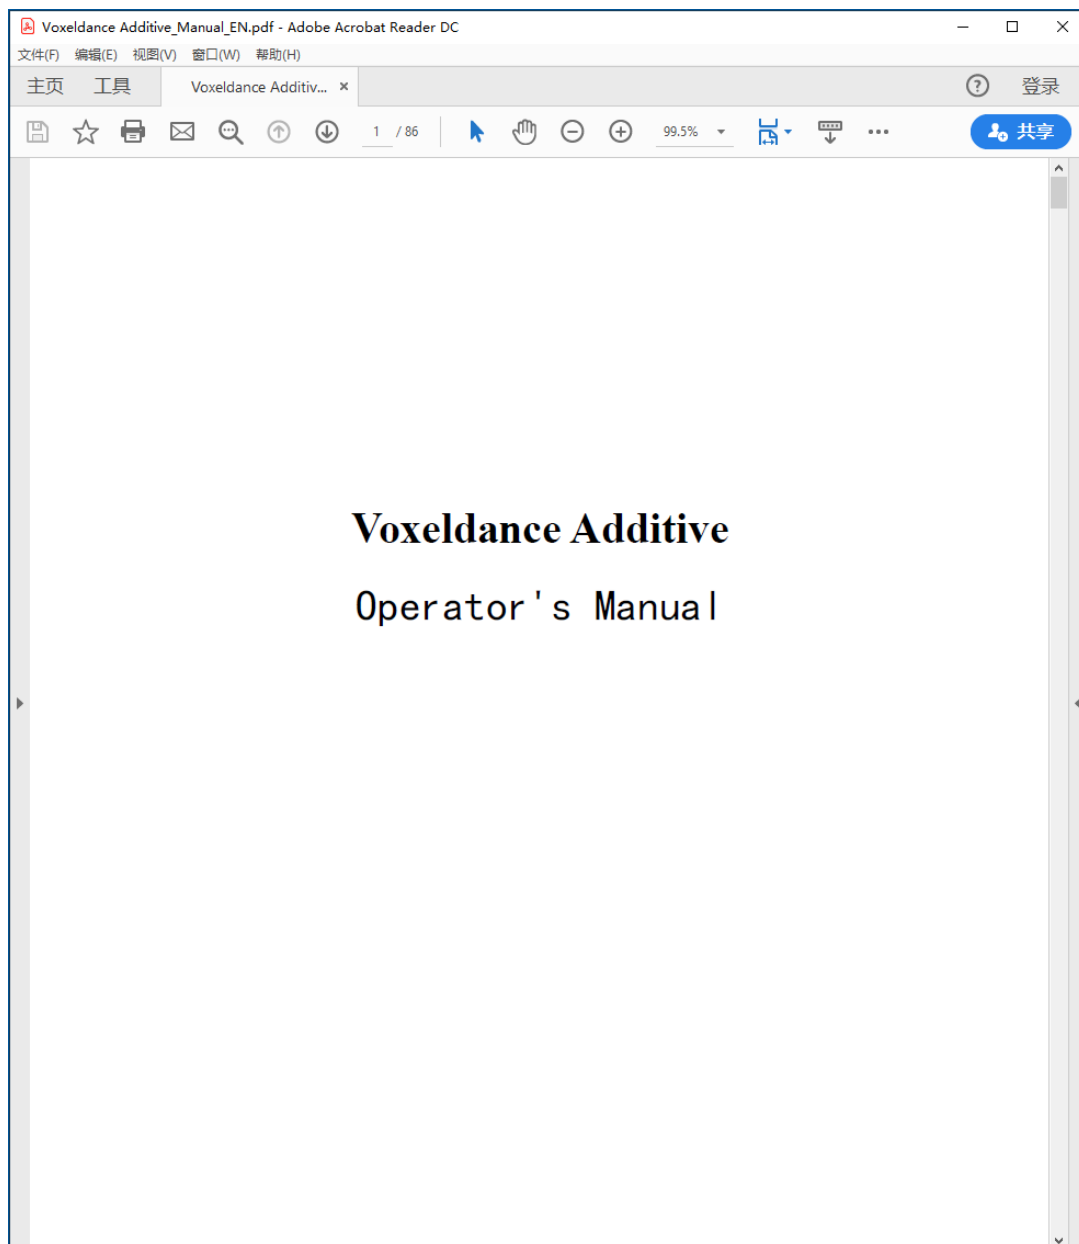 Voxeldance Additive_Manual_EN.pdf - Adobe Acrobat Reader DC
文件(F) 编辑(E) 视图(V) 窗口(W) 帮助(H)
主页 工具 Voxeldance Additiv... × 登录
1 / 86 99.5% 共享
Voxeldance Additive
Operator's Manual